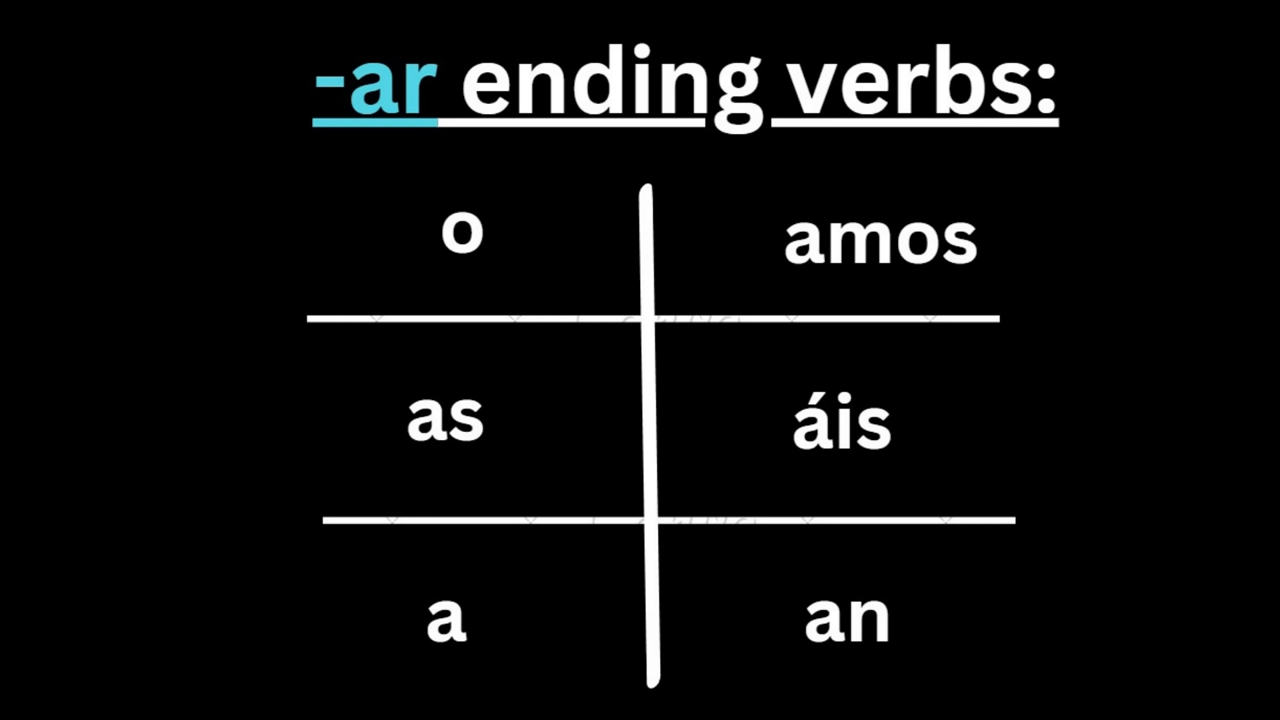 -ar ending verbs:
o amos
as áis
a an